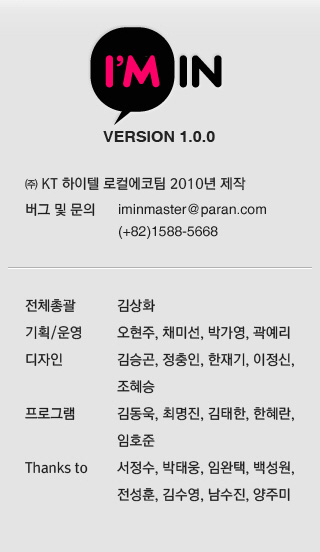 I'M IN
VERSION 1.0.0
㈜ KT 하이텔 로컬에코팀 2010년 제작
버그 및 문의 iminmaster@paran.com
(+82)1588-5668
전체총괄 김상화
기획/운영 오현주, 채미선, 박가영, 곽예리
디자인 김승곤, 정충인, 한재기, 이정신,
조혜승
프로그램 김동욱, 최명진, 김태한, 한혜란,
임호준
Thanks to 서정수, 박태웅, 임완택, 백성원,
전성훈, 김수영, 남수진, 양주미